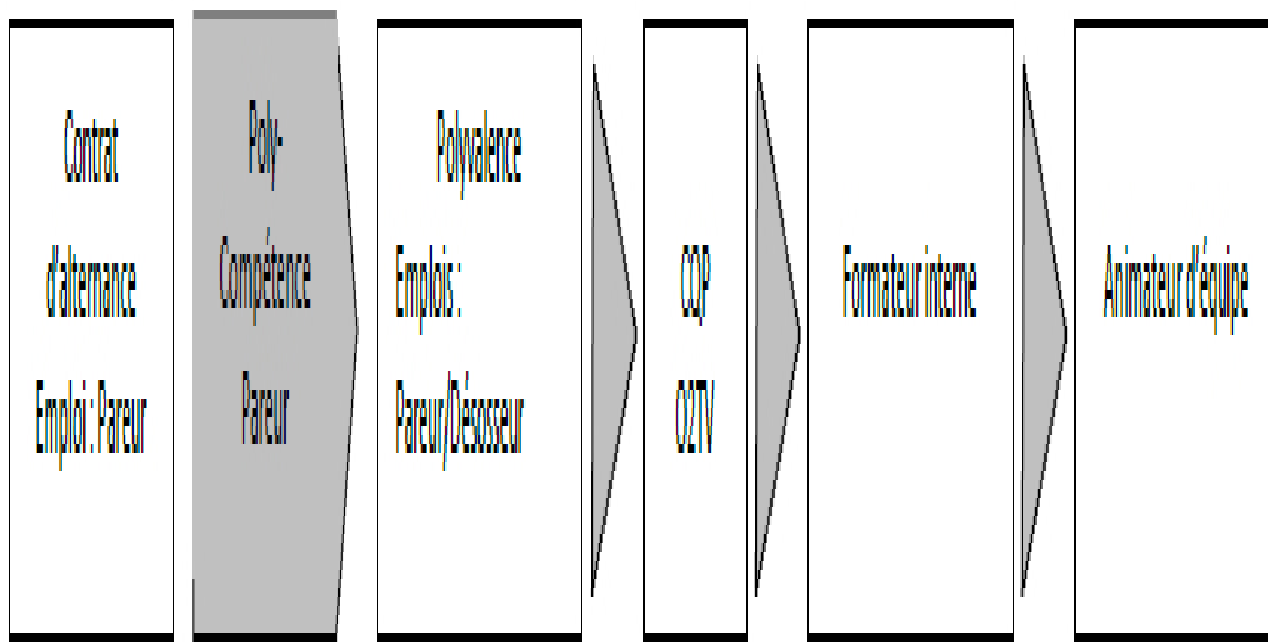 Contrat
d'alternance
Emploi : Pareur
Poly-
Compétence
Pareur
Polyvalence
Emplois :
Pareur/Désosseur
CQP
O2TV
Formateur interne
Animateur d'équipe